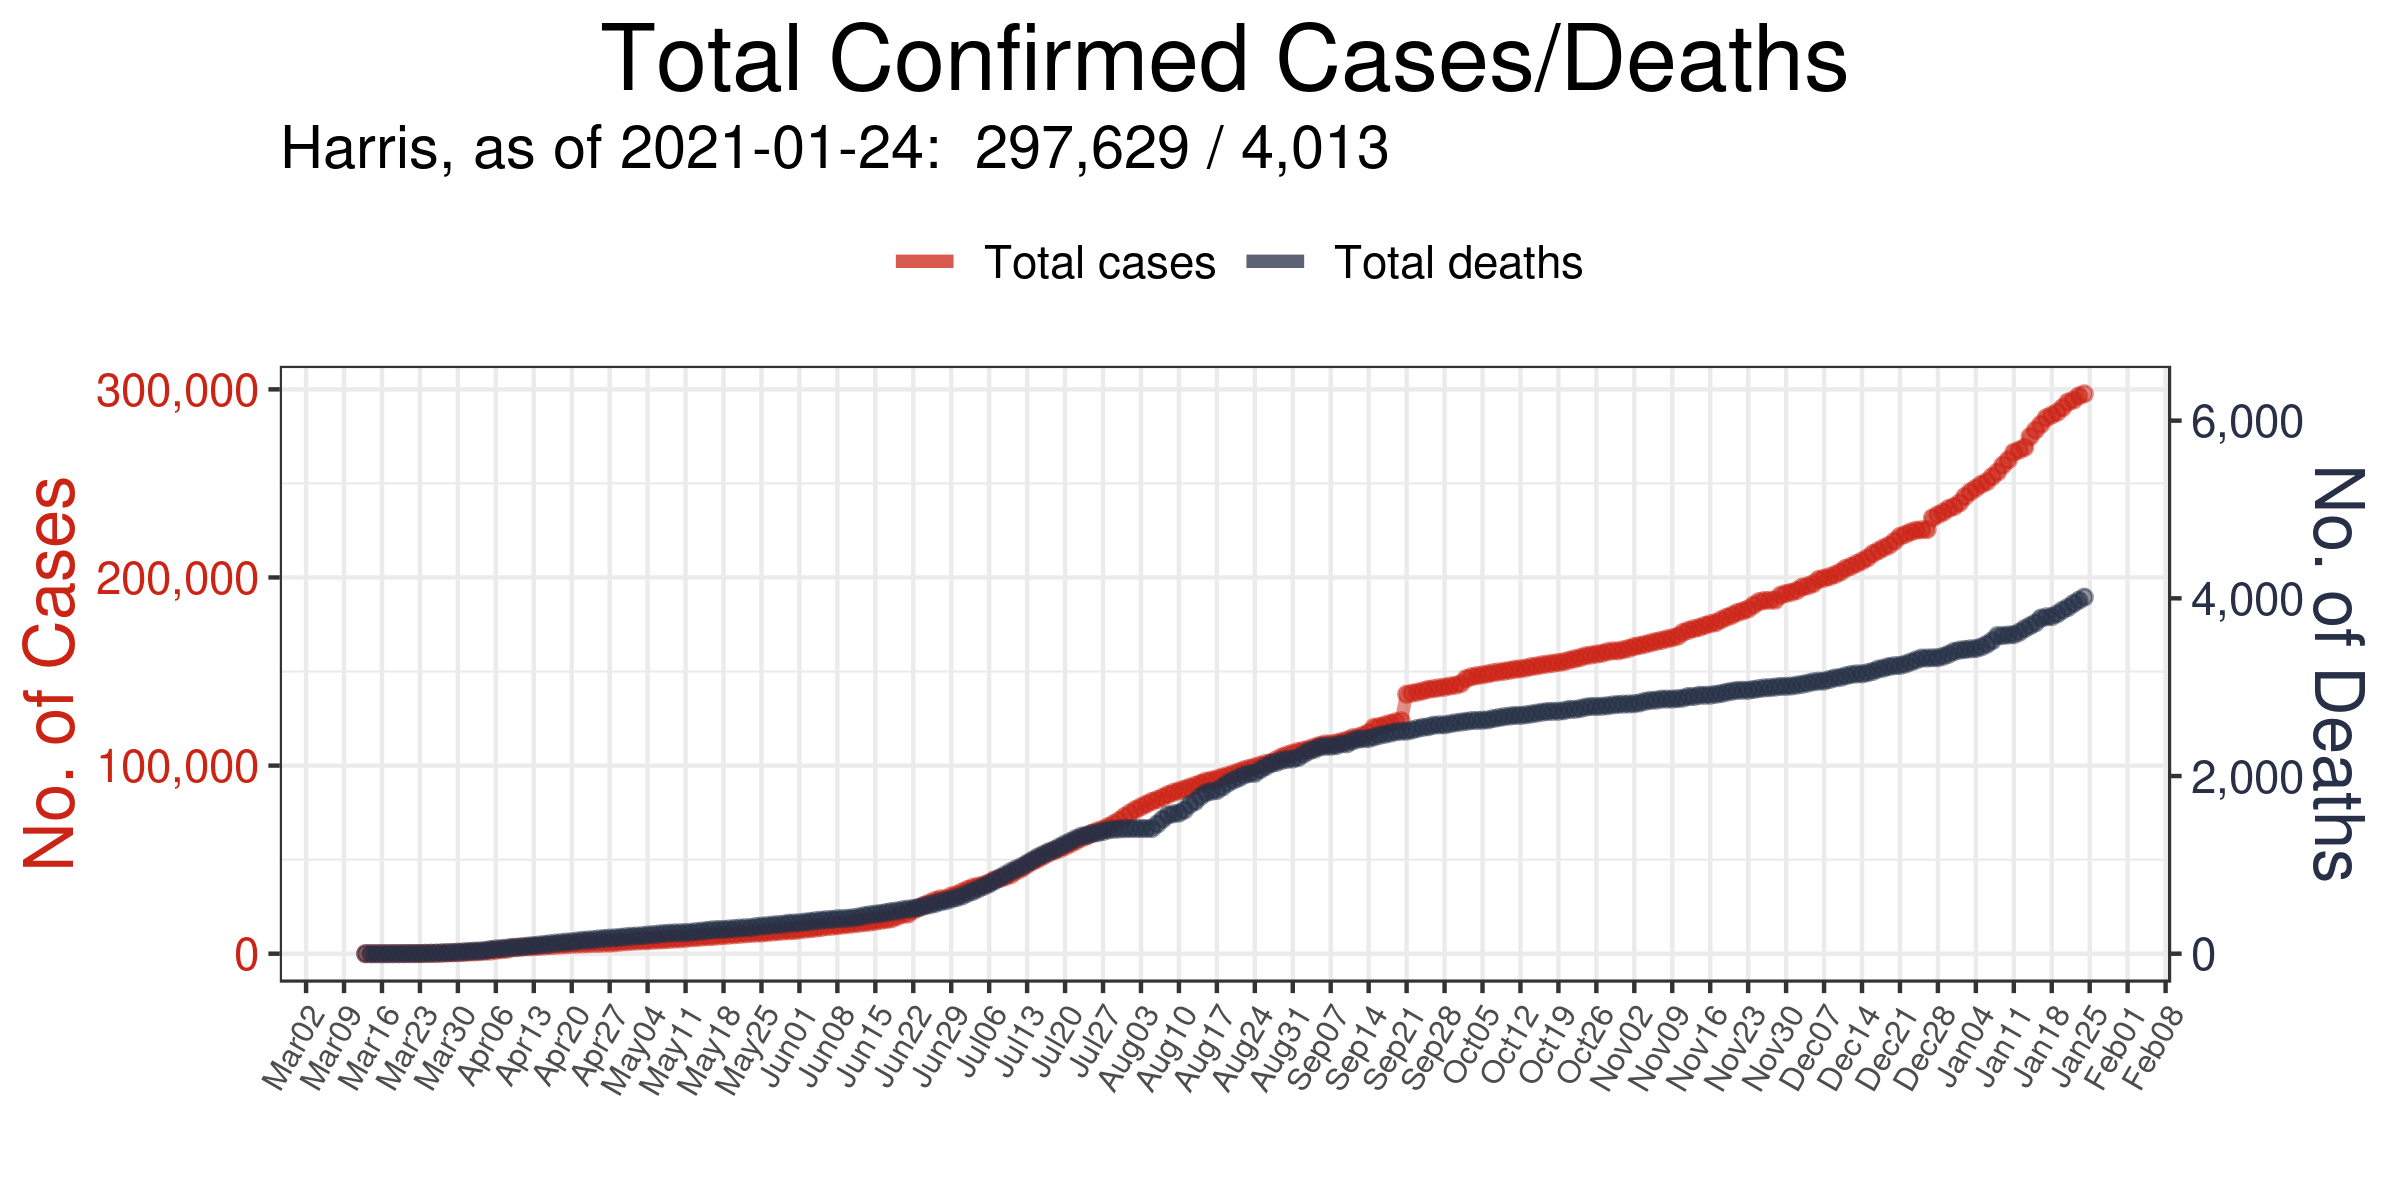 Total Confirmed Cases/Deaths
Harris, as of 2021-01-24:  297,629 / 4,013
Total cases
Total deaths
No. of Cases
300,000
200,000
100,000
0
6,000
4,000
2,000
0
No. of Deaths
Mar02
Mar09
Mar16
Mar23
Mar30
Apr06
Apr13
Apr20
Apr27
May04
May11
May18
May25
Jun01
Jun08
Jun15
Jun22
Jun29
Jul06
Jul13
Jul20
Jul27
Aug03
Aug10
Aug17
Aug24
Aug31
Sep07
Sep14
Sep21
Sep28
Oct05
Oct12
Oct19
Oct26
Nov02
Nov09
Nov16
Nov23
Nov30
Dec07
Dec14
Dec21
Dec28
Dec04
Jan11
Jan18
Jan25
Feb01
Feb08